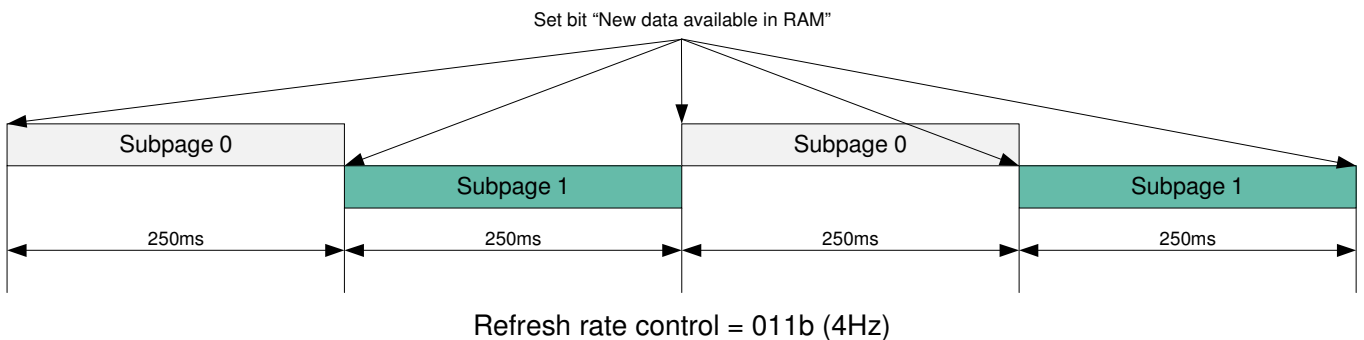 Set bit “New data available in RAM”
Subpage 0
Subpage 0
Subpage 1
Subpage 1
250ms
250ms
250ms
250ms
Refresh rate control = 011b (4Hz)